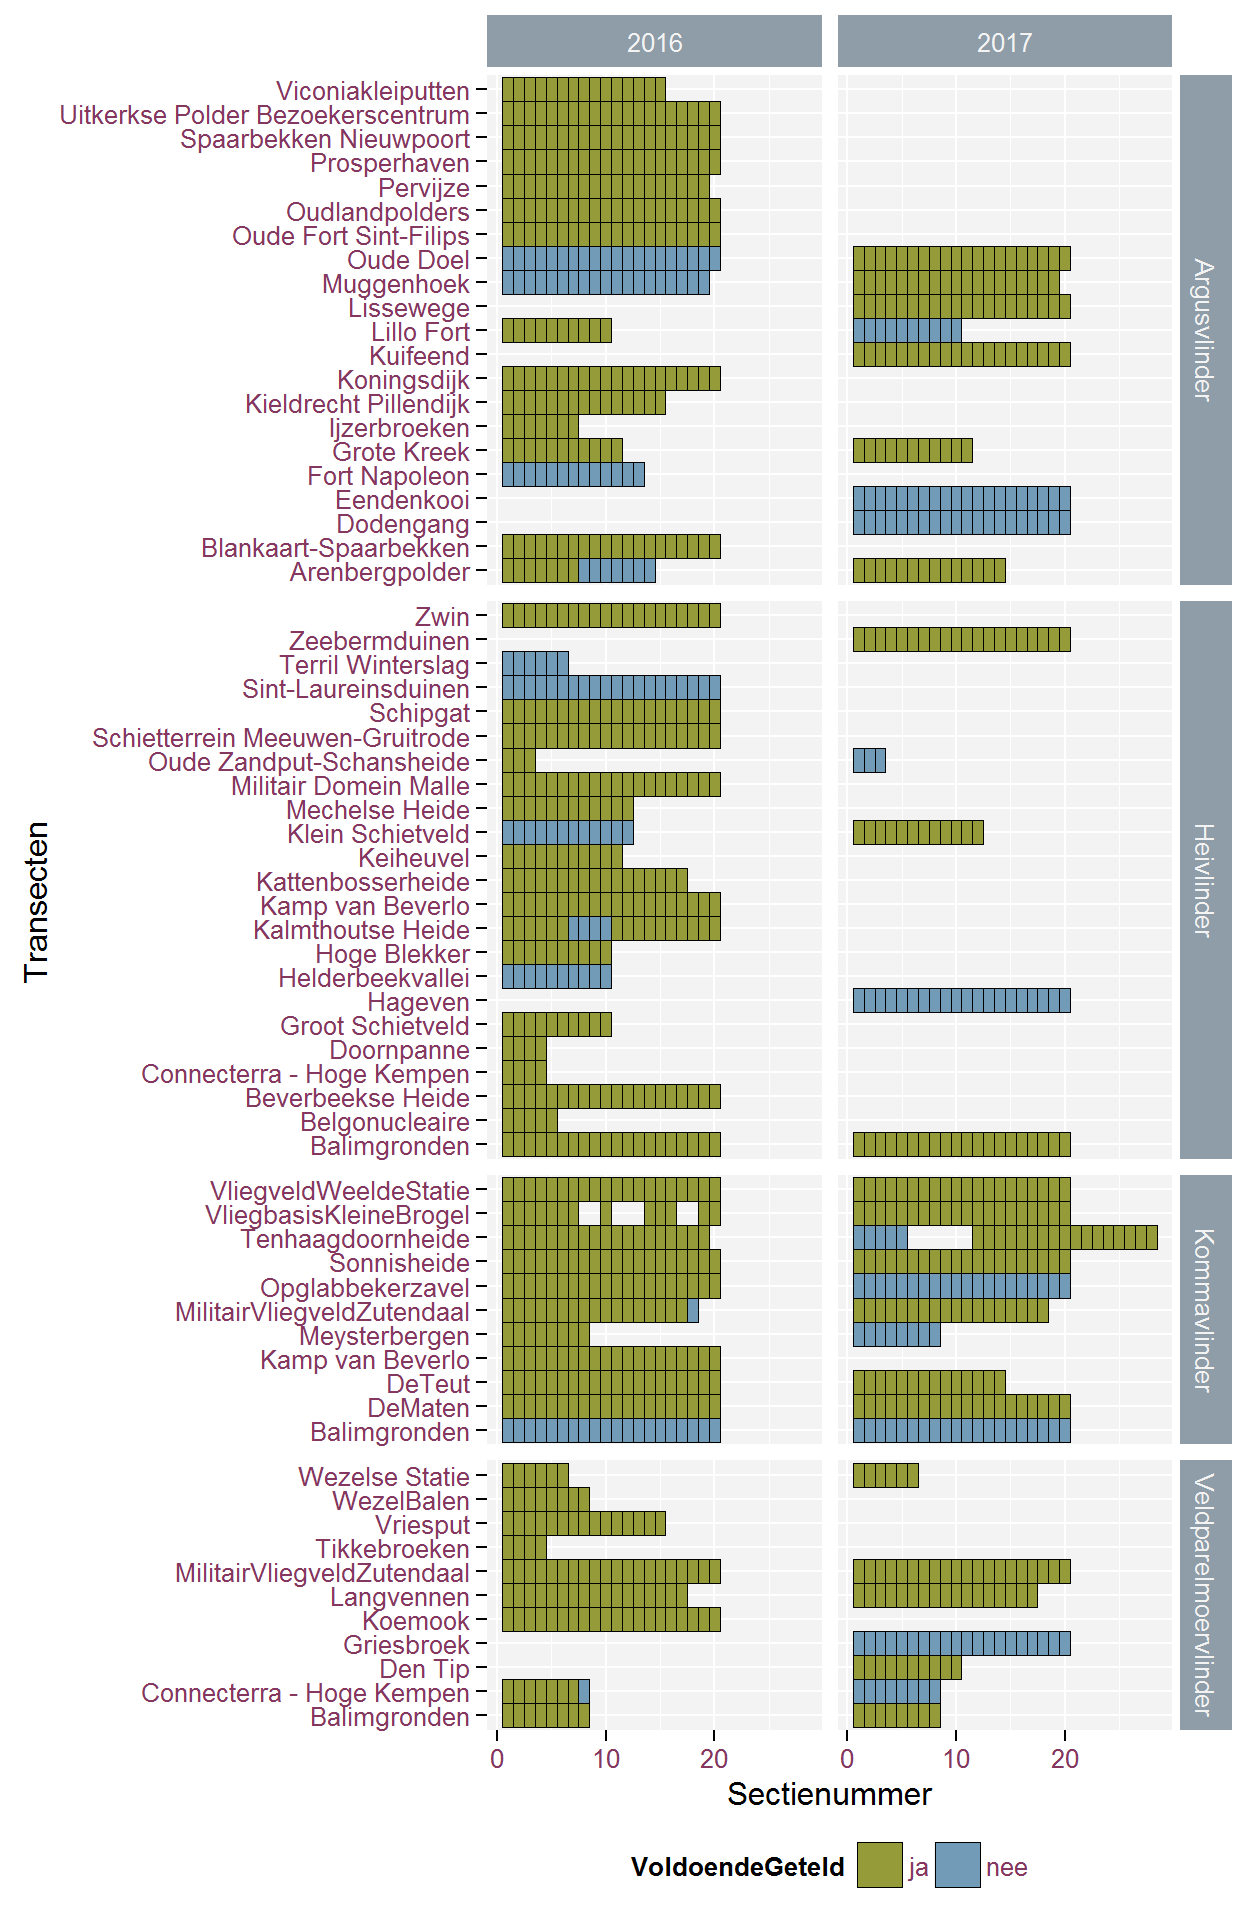 2016
2017
Transecten
Viconiakleiputten
Uitkerkse Polder Bezoekerscentrum
Spaarbekken Nieuwpoort
Prosperhaven
Pervijze
Oudlandpolders
Oude Fort Sint-Filips
Oude Doel
Muggenhoek
Lissewege
Lillo Fort
Kuifeend
Koningsdijk
Kieldrecht Pillendijk
Ijzerbroeken
Grote Kreek
Fort Napoleon
Eendenkooi
Dodengang
Blankaart-Spaarbekken
Arenbergpolder
Argusvlinder
Zwin
Zeebermduinen
Terril Winterslag
Sint-Laureinsduinen
Schipgat
Schietterrein Meeuwen-Gruitrode
Oude Zandput-Schansheide
Militair Domein Malle
Mechelse Heide
Klein Schietveld
Keiheuvel
Kattenbosserheide
Kamp van Beverlo
Kalmthoutse Heide
Hoge Blekker
Helderbeekvallei
Hageven
Groot Schietveld
Doornpanne
Connecterra - Hoge Kempen
Beverbeekse Heide
Belgonucleaire
Balimgronden
Heivlinder
VliegveldWeeldeStatie
VliegbasisKleineBrogel
Tenhaagdoornheide
Sonnisheide
Opglabbekerzavel
MilitairVliegveldZutendaal
Meysterbergen
Kamp van Beverlo
DeTeut
DeMaten
Balimgronden
Kommavlinder
Wezelse Statie
WezelBalen
Vriesput
Tikkebroeken
MilitairVliegveldZutendaal
Langvennen
Koemook
Griesbroek
Den Tip
Connecterra - Hoge Kempen
Balimgronden
Veldparelmoervlinder
0 10 20
0 10 20
Sectienummer
VoldoendeGeteld ja nee